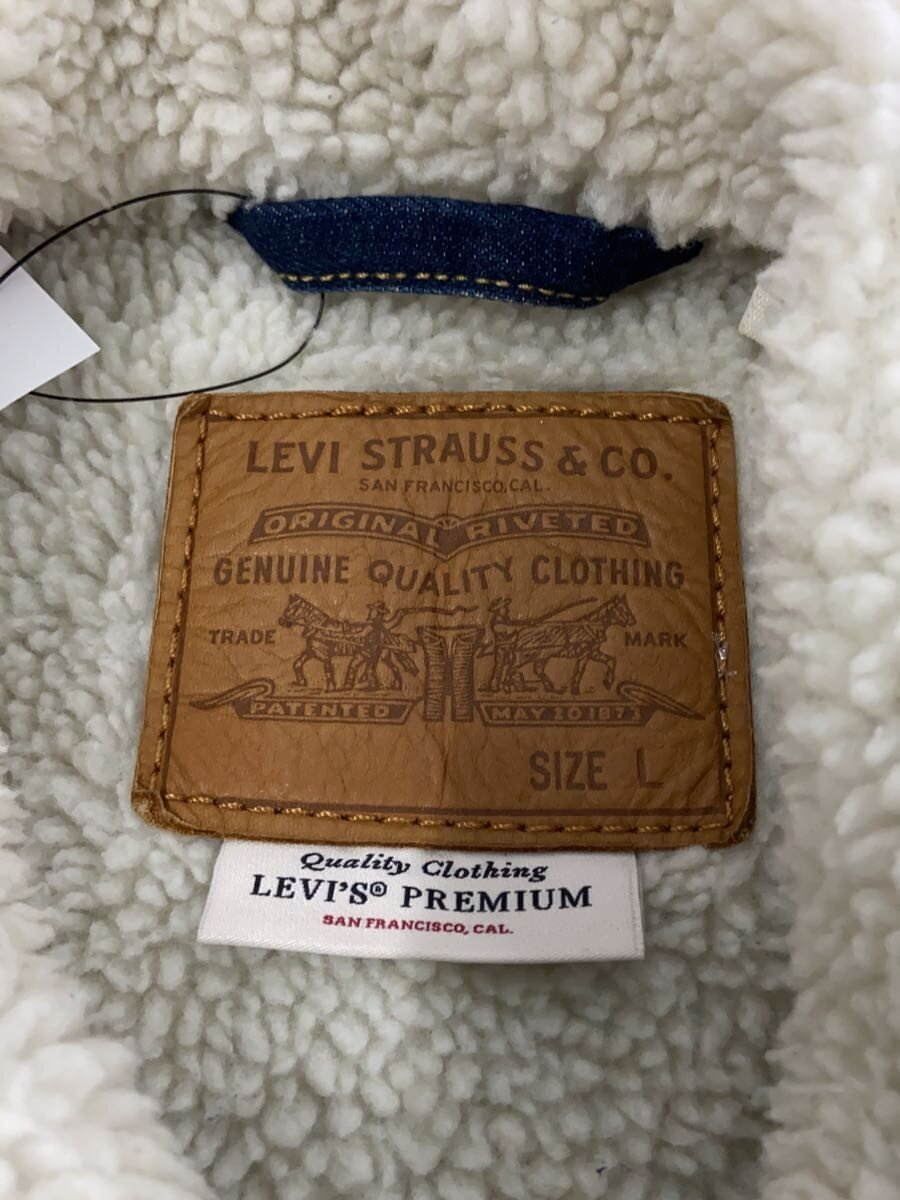 LEVI STRAUSS & CO.
SAN FRANCISCO, CAL.
ORIGINAL RIVETED
GENUINE QUALITY CLOTHING
TRADE MARK
PATENTED MAY 20 1873
SIZE L
Quality Clothing
LEVI'S® PREMIUM
SAN FRANCISCO, CAL.